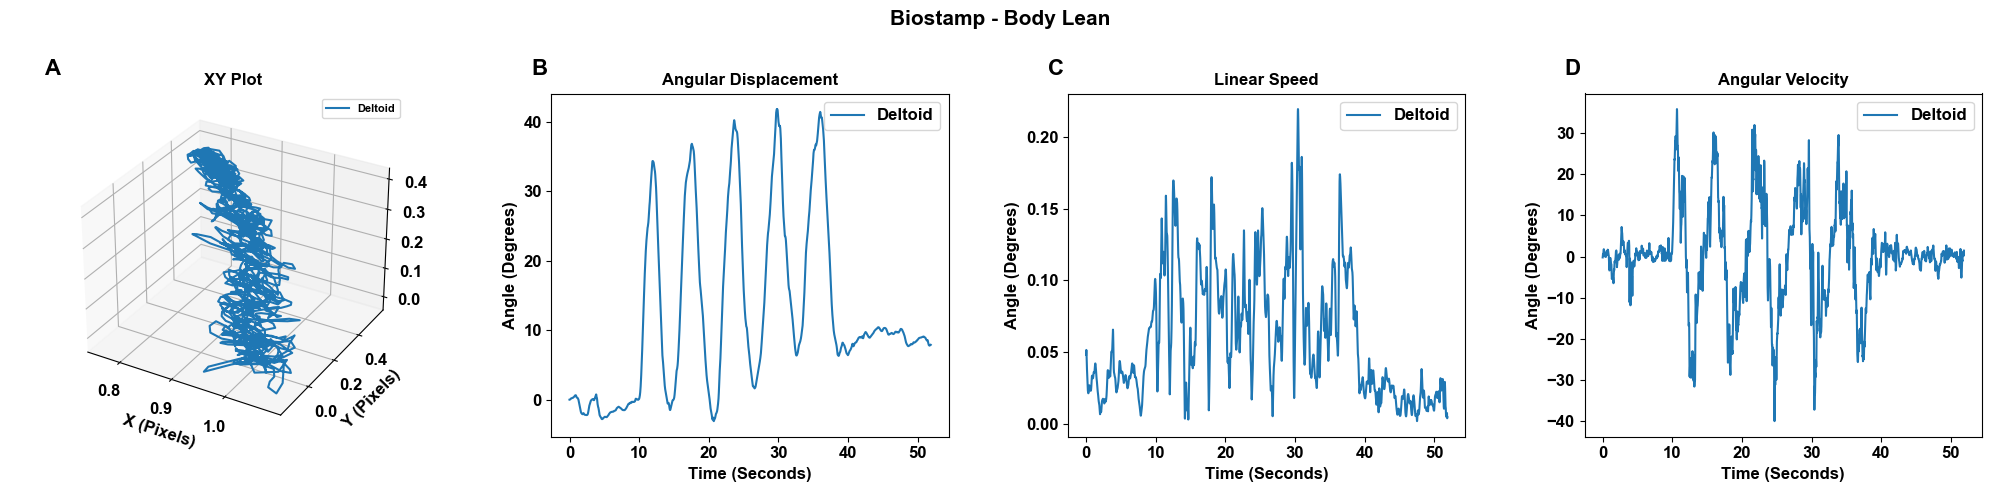 Biostamp - Body Lean
A
XY Plot
Deltoid
0.4
0.3
0.2
0.1
0.0
0.8
0.9
1.0
X (Pixels)
0.0
0.2
0.4
Y (Pixels)
B
Angular Displacement
Deltoid
Angle (Degrees)
40
30
20
10
0
0 10 20 30 40 50
Time (Seconds)
C
Linear Speed
Deltoid
Angle (Degrees)
0.20
0.15
0.10
0.05
0.00
0 10 20 30 40 50
Time (Seconds)
D
Angular Velocity
Deltoid
Angle (Degrees)
30
20
10
0
−10
−20
−30
−40
0 10 20 30 40 50
Time (Seconds)